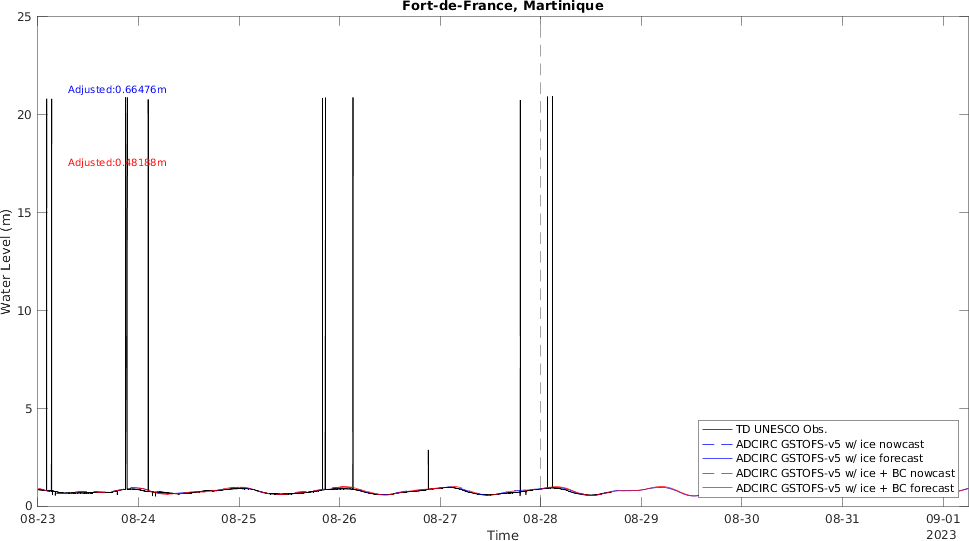 Fort-de-France, Martinique
25
20
15
10
5
0
Water Level (m)
Adjusted:0.66476m
Adjusted:0.48188m
TD UNESCO Obs.
ADCIRC GSTOFS-v5 w/ ice nowcast
ADCIRC GSTOFS-v5 w/ ice forecast
ADCIRC GSTOFS-v5 w/ ice + BC nowcast
ADCIRC GSTOFS-v5 w/ ice + BC forecast
08-23 08-24 08-25 08-26 08-27 08-28 08-29 08-30 08-31 09-01
2023
Time